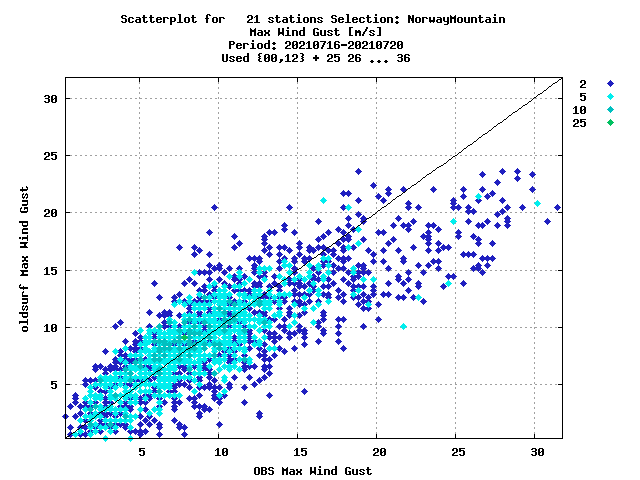 Scatterplot for   21 stations Selection: NorwayMountain
Max Wind Gust [m/s]
Period: 20210716-20210720
Used {00,12} + 25 26 ... 36
2
5
10
25
30
25
20
15
10
5
oldsurf Max Wind Gust
5 10 15 20 25 30
OBS Max Wind Gust